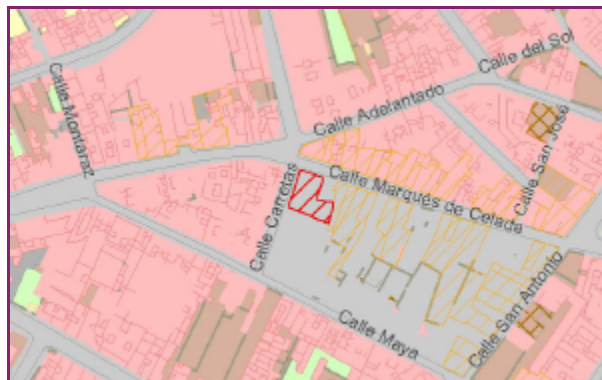 Calle del Sol
Calle Montaraz
Calle Adelantado
Calle San José
Calle Marqués de Celada
Calle Carretas
Calle San Antonio
Calle Maya